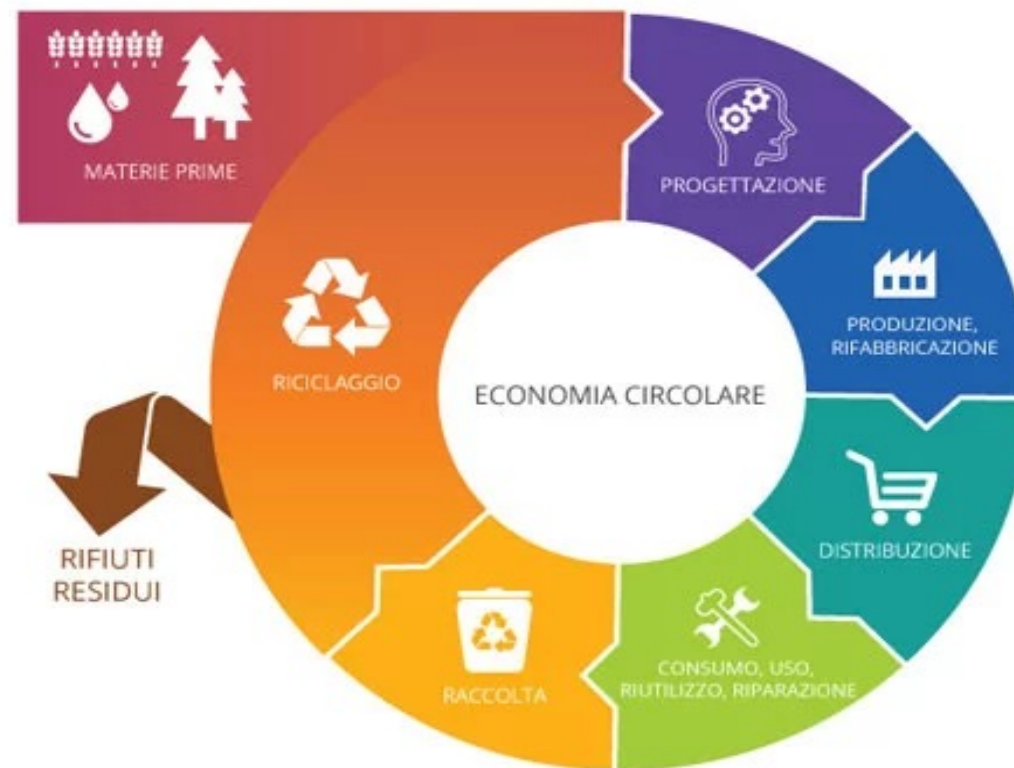 MATERIE PRIME
PROGETTAZIONE
PRODUZIONE,
RIFABBRICAZIONE
RICICLAGGIO
ECONOMIA CIRCOLARE
DISTRIBUZIONE
RIFIUTI
RESIDUI
CONSUMO, USO,
RIUTILIZZO, RIPARAZIONE
RACCOLTA